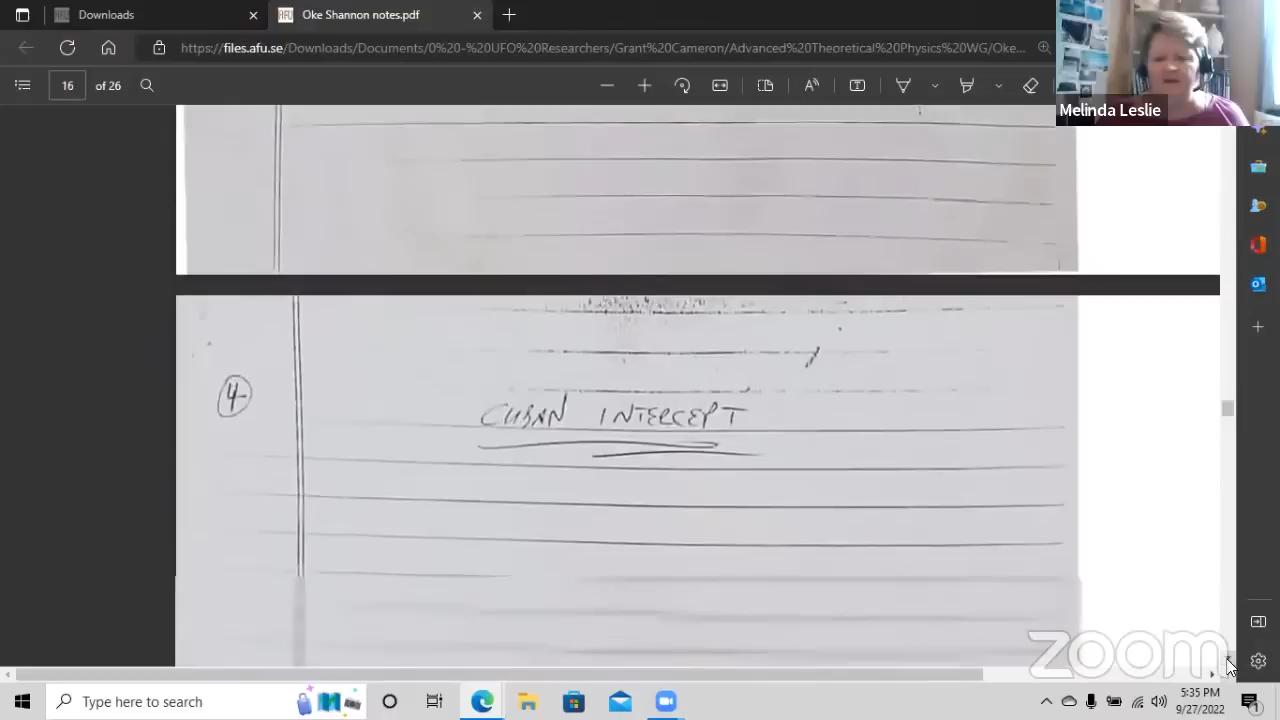 Downloads
Oke Shannon notes.pdf
https://files.afu.se/Downloads/Documents/0%20-%20UFO%20Researchers/Grant%20Cameron/Advanced%20Theoretical%20Physics%20WG/Oke...
16 of 26
Melinda Leslie
4
CUBAN INTERCEPT
zoom
Type here to search
5:35 PM
9/27/2022